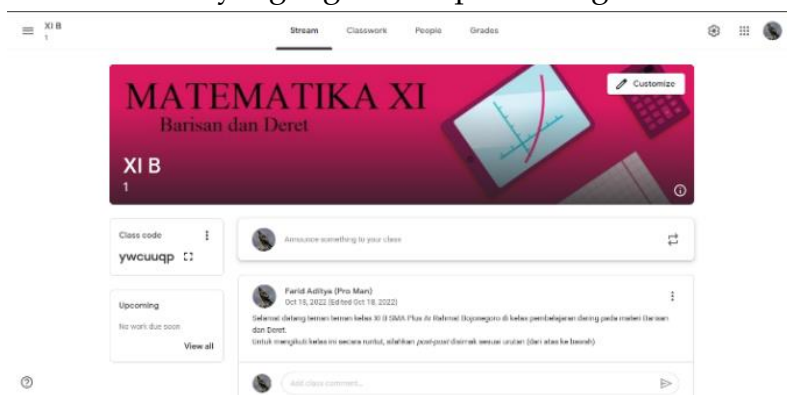 XI B
1
Stream Classwork People Grades
Customize
MATEMATIKA XI
Barisan dan Deret
XI B
1
Class code
ywcuuqp
Announce something to your class
Farid Aditya (Pro Man)
Oct 18, 2022 (Edited Oct 18, 2022)
Selamat datang teman teman kelas XI B SMA Plus Ar Rahmat Bojonegoro di kelas pembelajaran daring pada materi Barisan
dan Deret.
Untuk mengikuti kelas ini secara runtut, silahkan post-post disimak sesuai urutan (dari atas ke bawah)
Upcoming
No work due soon
View all
Add class comment...